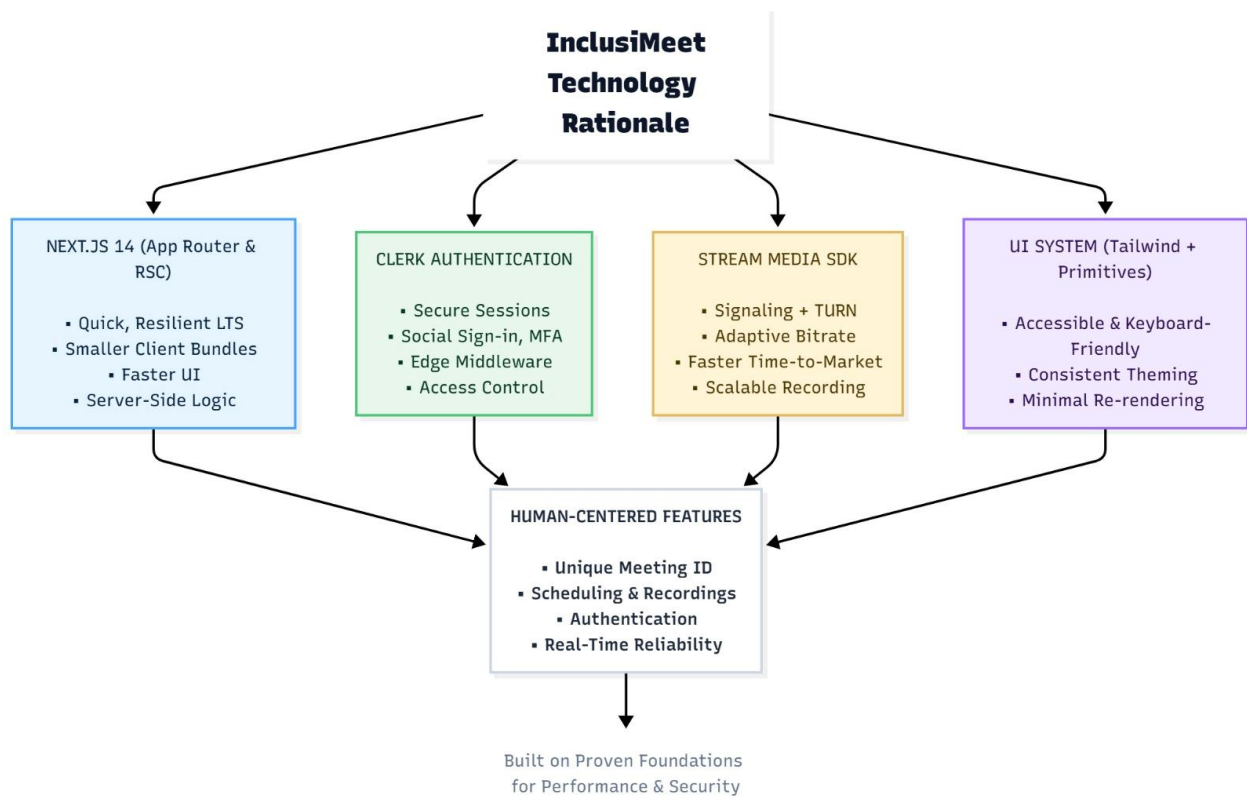 InclusiMeet
Technology
Rationale
NEXT.JS 14 (App Router &
RSC)
▪ Quick, Resilient LTS
▪ Smaller Client Bundles
▪ Faster UI
▪ Server-Side Logic
CLERK AUTHENTICATION
▪ Secure Sessions
▪ Social Sign-in, MFA
▪ Edge Middleware
▪ Access Control
STREAM MEDIA SDK
▪ Signaling + TURN
▪ Adaptive Bitrate
▪ Faster Time-to-Market
▪ Scalable Recording
UI SYSTEM (Tailwind +
Primitives)
▪ Accessible & Keyboard-
Friendly
▪ Consistent Theming
▪ Minimal Re-rendering
HUMAN-CENTERED FEATURES
▪ Unique Meeting ID
▪ Scheduling & Recordings
▪ Authentication
▪ Real-Time Reliability
Built on Proven Foundations
for Performance & Security